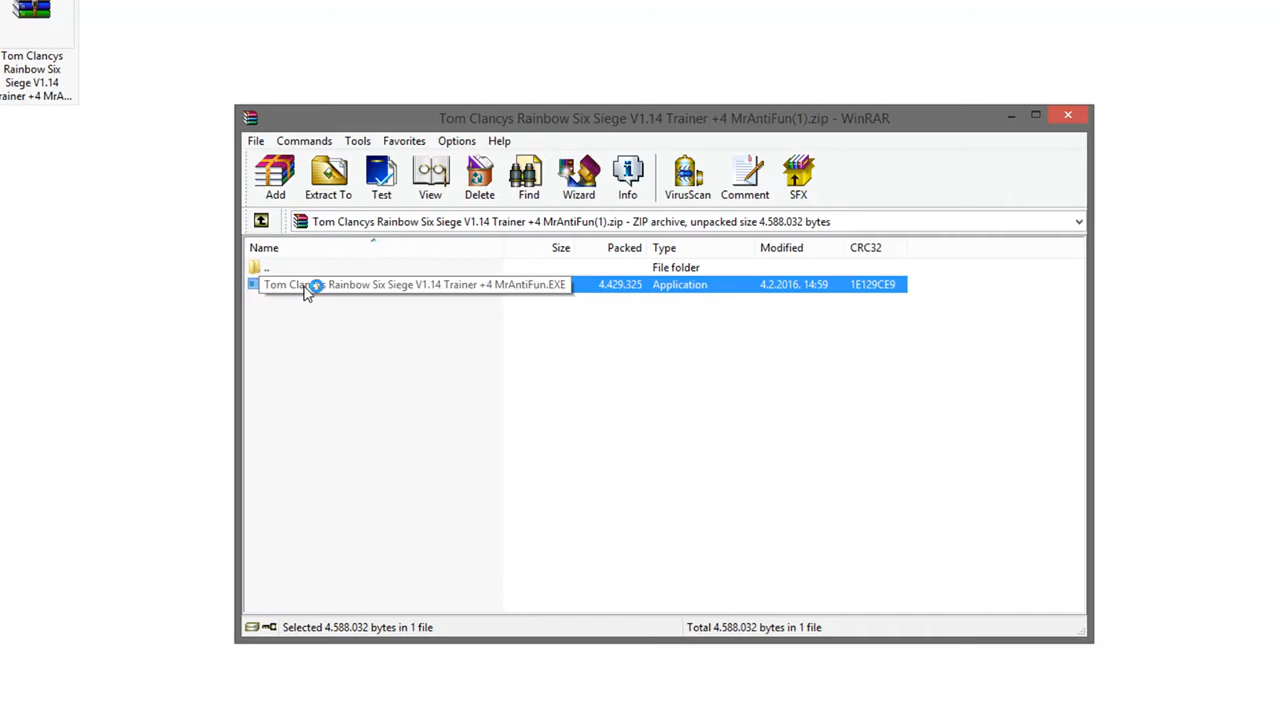 Tom Clancys
Rainbow Six
Siege V1.14
rainer +4 MrA...
Tom Clancys Rainbow Six Siege V1.14 Trainer +4 MrAntiFun(1).zip - WinRAR
File Commands Tools Favorites Options Help
Add Extract To Test View Delete Find Wizard Info VirusScan Comment SFX
Tom Clancys Rainbow Six Siege V1.14 Trainer +4 MrAntiFun(1).zip - ZIP archive, unpacked size 4.588.032 bytes
Name Size Packed Type Modified CRC32
.. File folder
Tom Clancys Rainbow Six Siege V1.14 Trainer +4 MrAntiFun.EXE 4.429.325 Application 4.2.2016. 14:59 1E129CE9
Selected 4.588.032 bytes in 1 file Total 4.588.032 bytes in 1 file